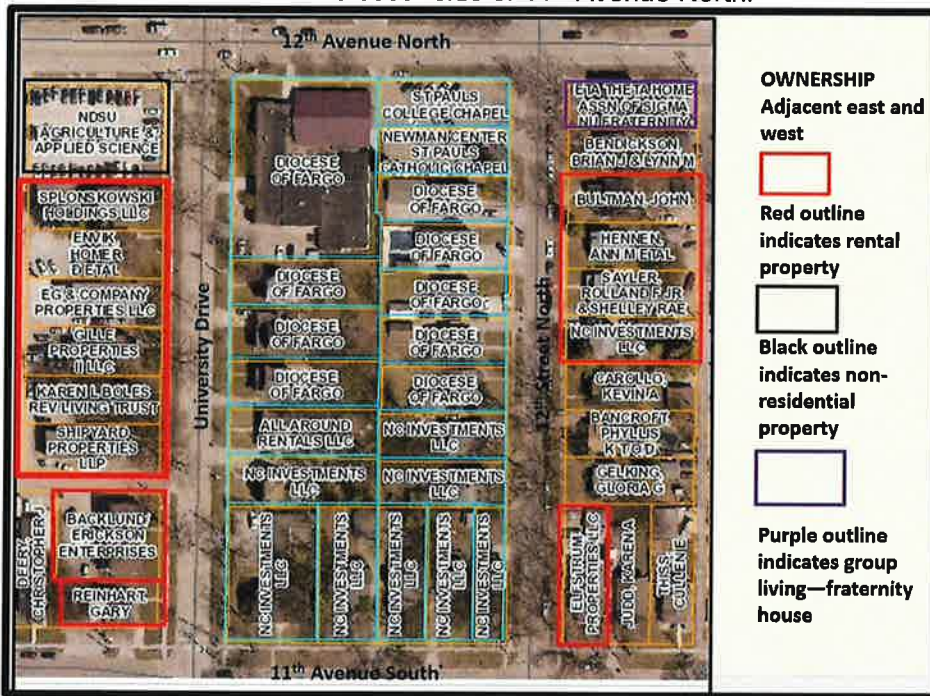 12th Avenue North
NDSU
AGRICULTURE &
APPLIED SCIENCE
SPLONSKOWSKI
HOLDINGS LLC
ENVIK,
HOMER
D ETAL
EG & COMPANY
PROPERTIES LLC
GILLE
PROPERTIES
II LLC
KAREN L BOLES
REV LIVING TRUST
SHIPYARD
PROPERTIES
LLP
DEERY,
CHRISTOPHER J
BACKLUND/
ERICKSON
ENTERPRISES
REINHART,
GARY
University Drive
DIOCESE
OF FARGO
DIOCESE
OF FARGO
DIOCESE
OF FARGO
DIOCESE
OF FARGO
ALL AROUND
RENTALS LLC
NC INVESTMENTS
LLC
ST PAULS
COLLEGE CHAPEL
NEWMAN CENTER
ST PAULS
CATHOLIC CHAPEL
DIOCESE
OF FARGO
DIOCESE
OF FARGO
DIOCESE
OF FARGO
DIOCESE
OF FARGO
DIOCESE
OF FARGO
NC INVESTMENTS
LLC
NC INVESTMENTS
LLC
NC INVESTMENTS
LLC
NC INVESTMENTS
LLC
NC INVESTMENTS
LLC
NC INVESTMENTS
LLC
NC INVESTMENTS
LLC
12th Street North
ETA THETA HOME
ASSN OF SIGMA
NU FRATERNITY
BENDICKSON,
BRIAN J & LYNN M
BULTMAN, JOHN
HENNEN,
ANN M ETAL
SAYLER,
ROLLAND F JR
& SHELLEY RAE
NC INVESTMENTS
LLC
CAROLLO,
KEVIN A
BANCROFT,
PHYLLIS
K T O D
GELKING,
GLORIA G
PROPERTIES LLC
JUDD, KARENA
THISS,
CULLEN E
11th Avenue South
OWNERSHIP
Adjacent east and
west
Red outline
indicates rental
property
Black outline
indicates non-
residential
property
Purple outline
indicates group
living—fraternity
house